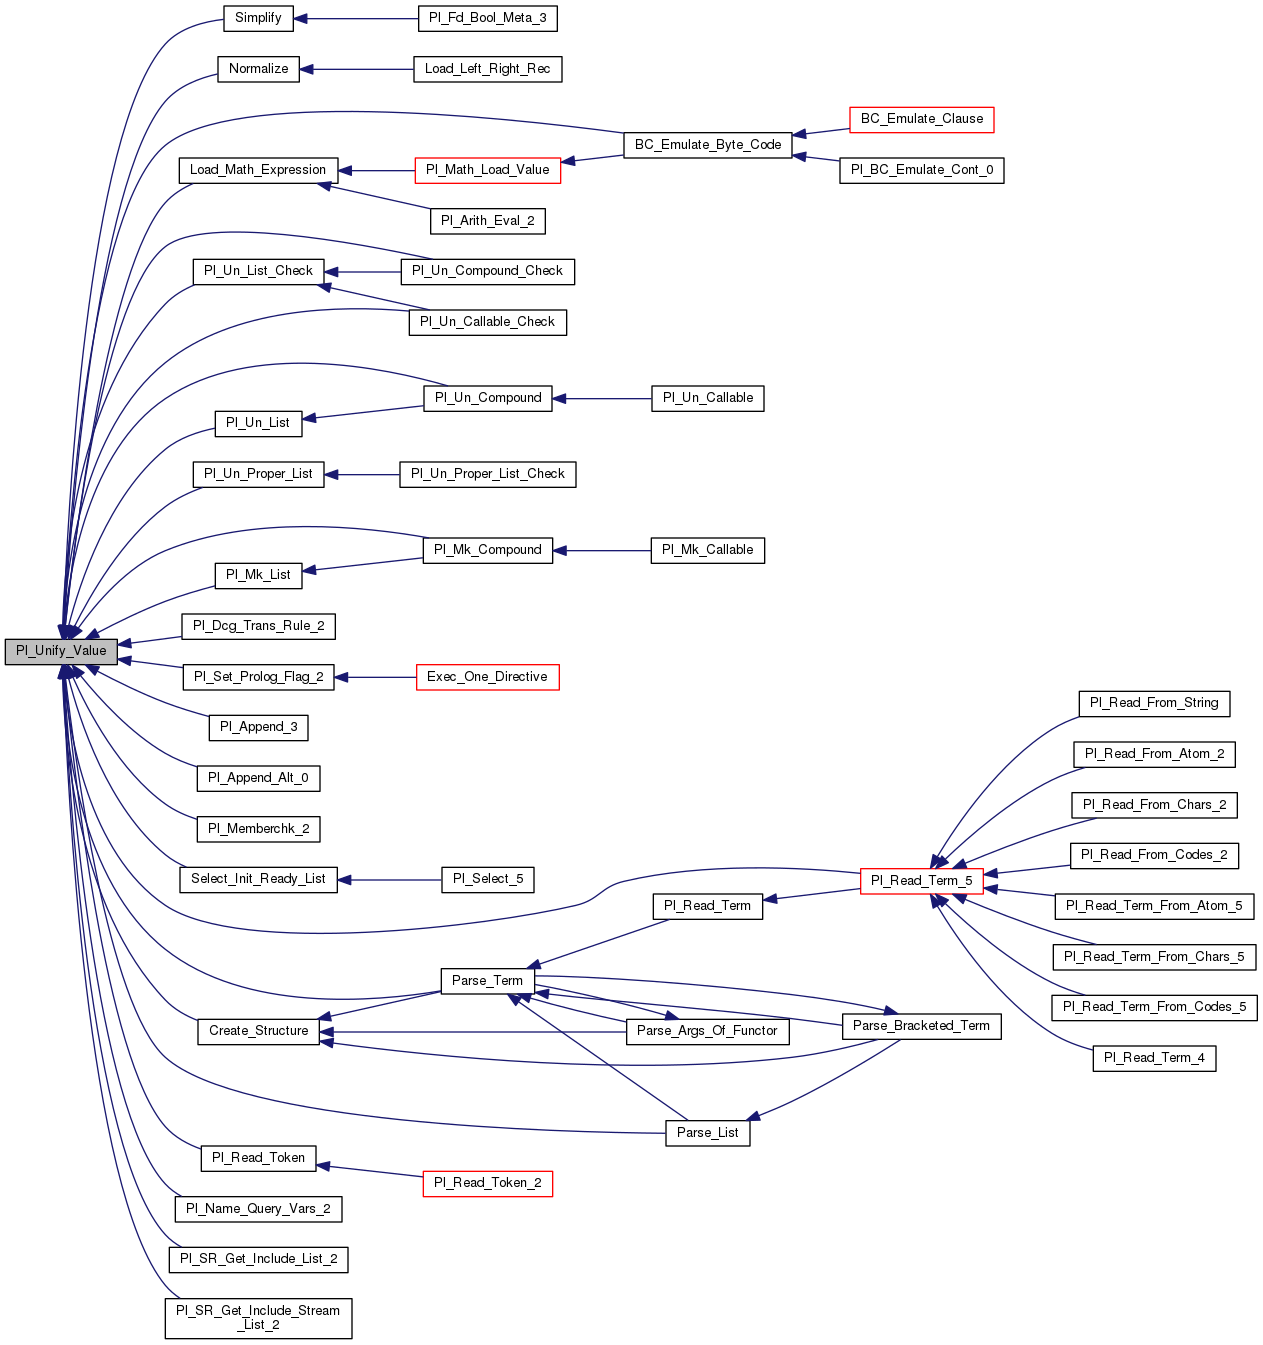 Simplify
Pl_Fd_Bool_Meta_3
Normalize
Load_Left_Right_Rec
BC_Emulate_Clause
BC_Emulate_Byte_Code
Load_Math_Expression
Pl_Math_Load_Value
Pl_BC_Emulate_Cont_0
Pl_Arith_Eval_2
Pl_Un_List_Check
Pl_Un_Compound_Check
Pl_Un_Callable_Check
Pl_Un_Compound
Pl_Un_Callable
Pl_Un_List
Pl_Un_Proper_List
Pl_Un_Proper_List_Check
Pl_Mk_Compound
Pl_Mk_Callable
Pl_Mk_List
Pl_Dcg_Trans_Rule_2
Pl_Unify_Value
Pl_Set_Prolog_Flag_2
Exec_One_Directive
Pl_Read_From_String
Pl_Append_3
Pl_Read_From_Atom_2
Pl_Append_Alt_0
Pl_Read_From_Chars_2
Pl_Memberchk_2
Pl_Read_From_Codes_2
Select_Init_Ready_List
Pl_Select_5
Pl_Read_Term_5
Pl_Read_Term
Pl_Read_Term_From_Atom_5
Pl_Read_Term_From_Chars_5
Parse_Term
Pl_Read_Term_From_Codes_5
Create_Structure
Parse_Args_Of_Functor
Parse_Bracketed_Term
Pl_Read_Term_4
Parse_List
Pl_Read_Token
Pl_Read_Token_2
Pl_Name_Query_Vars_2
Pl_SR_Get_Include_List_2
Pl_SR_Get_Include_Stream
_List_2